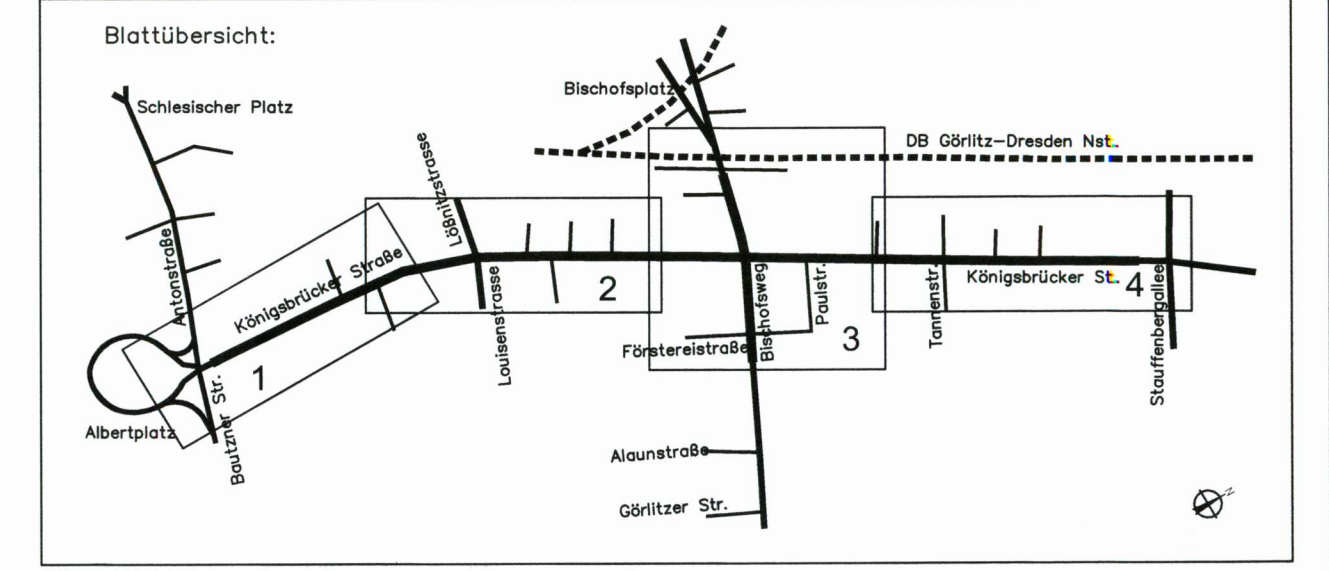 Blattübersicht:
Schlesischer Platz
Bischofsplatz
DB Görlitz-Dresden Nst.
Lößnitzstrasse
Antonstraße
Königsbrücker Straße
Königsbrücker St.
1
2
3
4
Louisenstrasse
Bischofsweg
Paulstr.
Tannenstr.
Stauffenbergallee
Förstereistraße
Albertplatz
Bautzner Str.
Alaunstraße
Görlitzer Str.
N